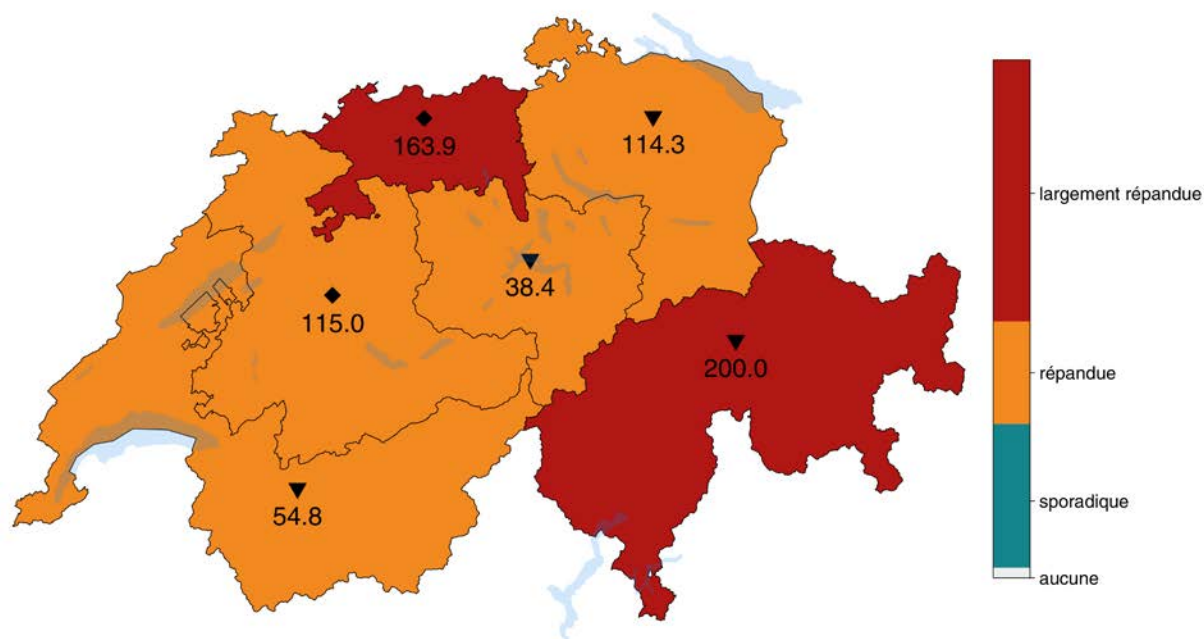 163.9
114.3
38.4
115.0
200.0
54.8
largement répandue
répandue
sporadique
aucune